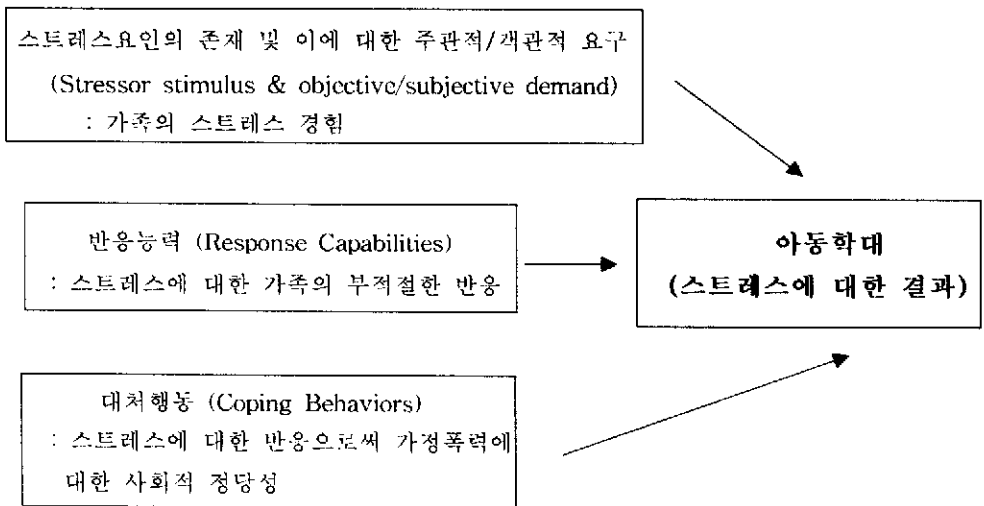 스트레스요인의 존재 및 이에 대한 주관적/객관적 요구
(Stressor stimulus & objective/subjective demand)
: 가족의 스트레스 경험
반응능력 (Response Capabilities)
: 스트레스에 대한 가족의 부적절한 반응
아동학대
(스트레스에 대한 결과)
대처행동 (Coping Behaviors)
: 스트레스에 대한 반응으로써 가정폭력에
대한 사회적 정당성